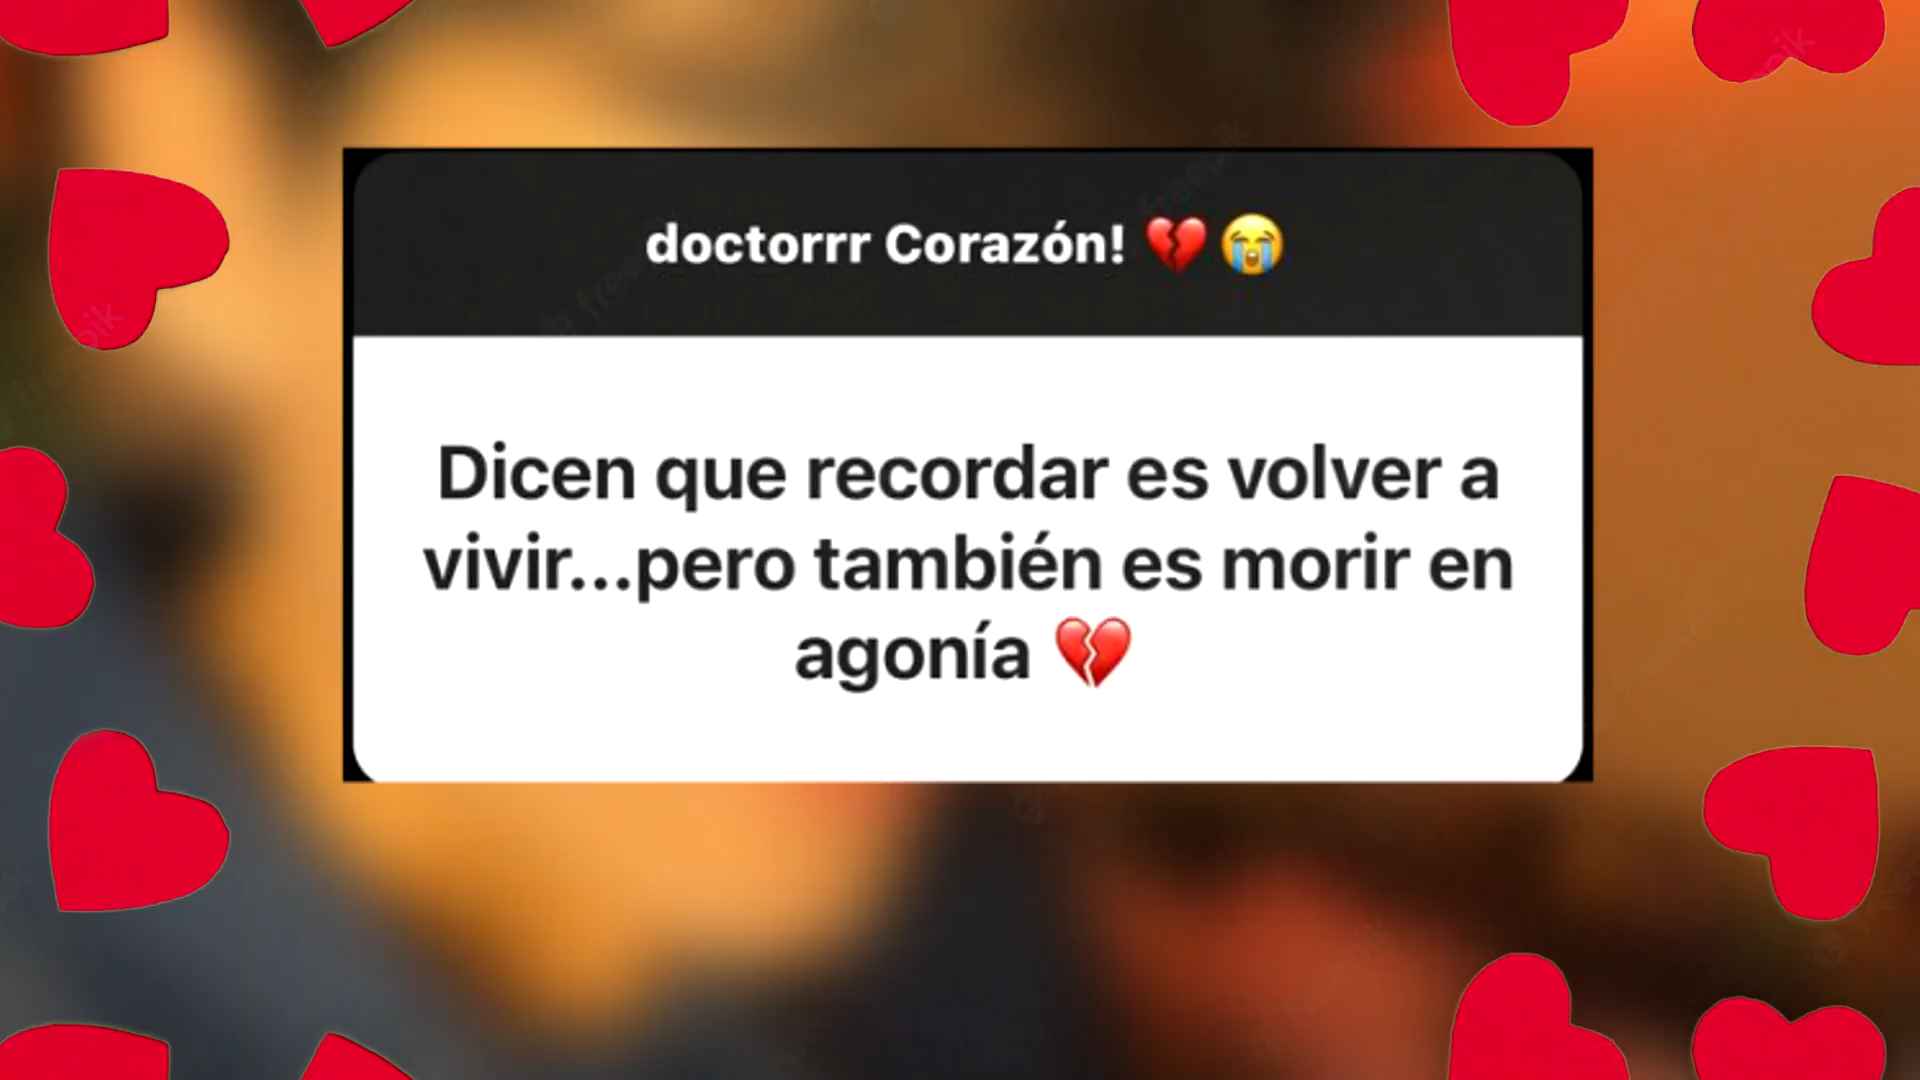 doctorrr Corazón! 💔😭
Dicen que recordar es volver a
vivir...pero también es morir en
agonía 💔